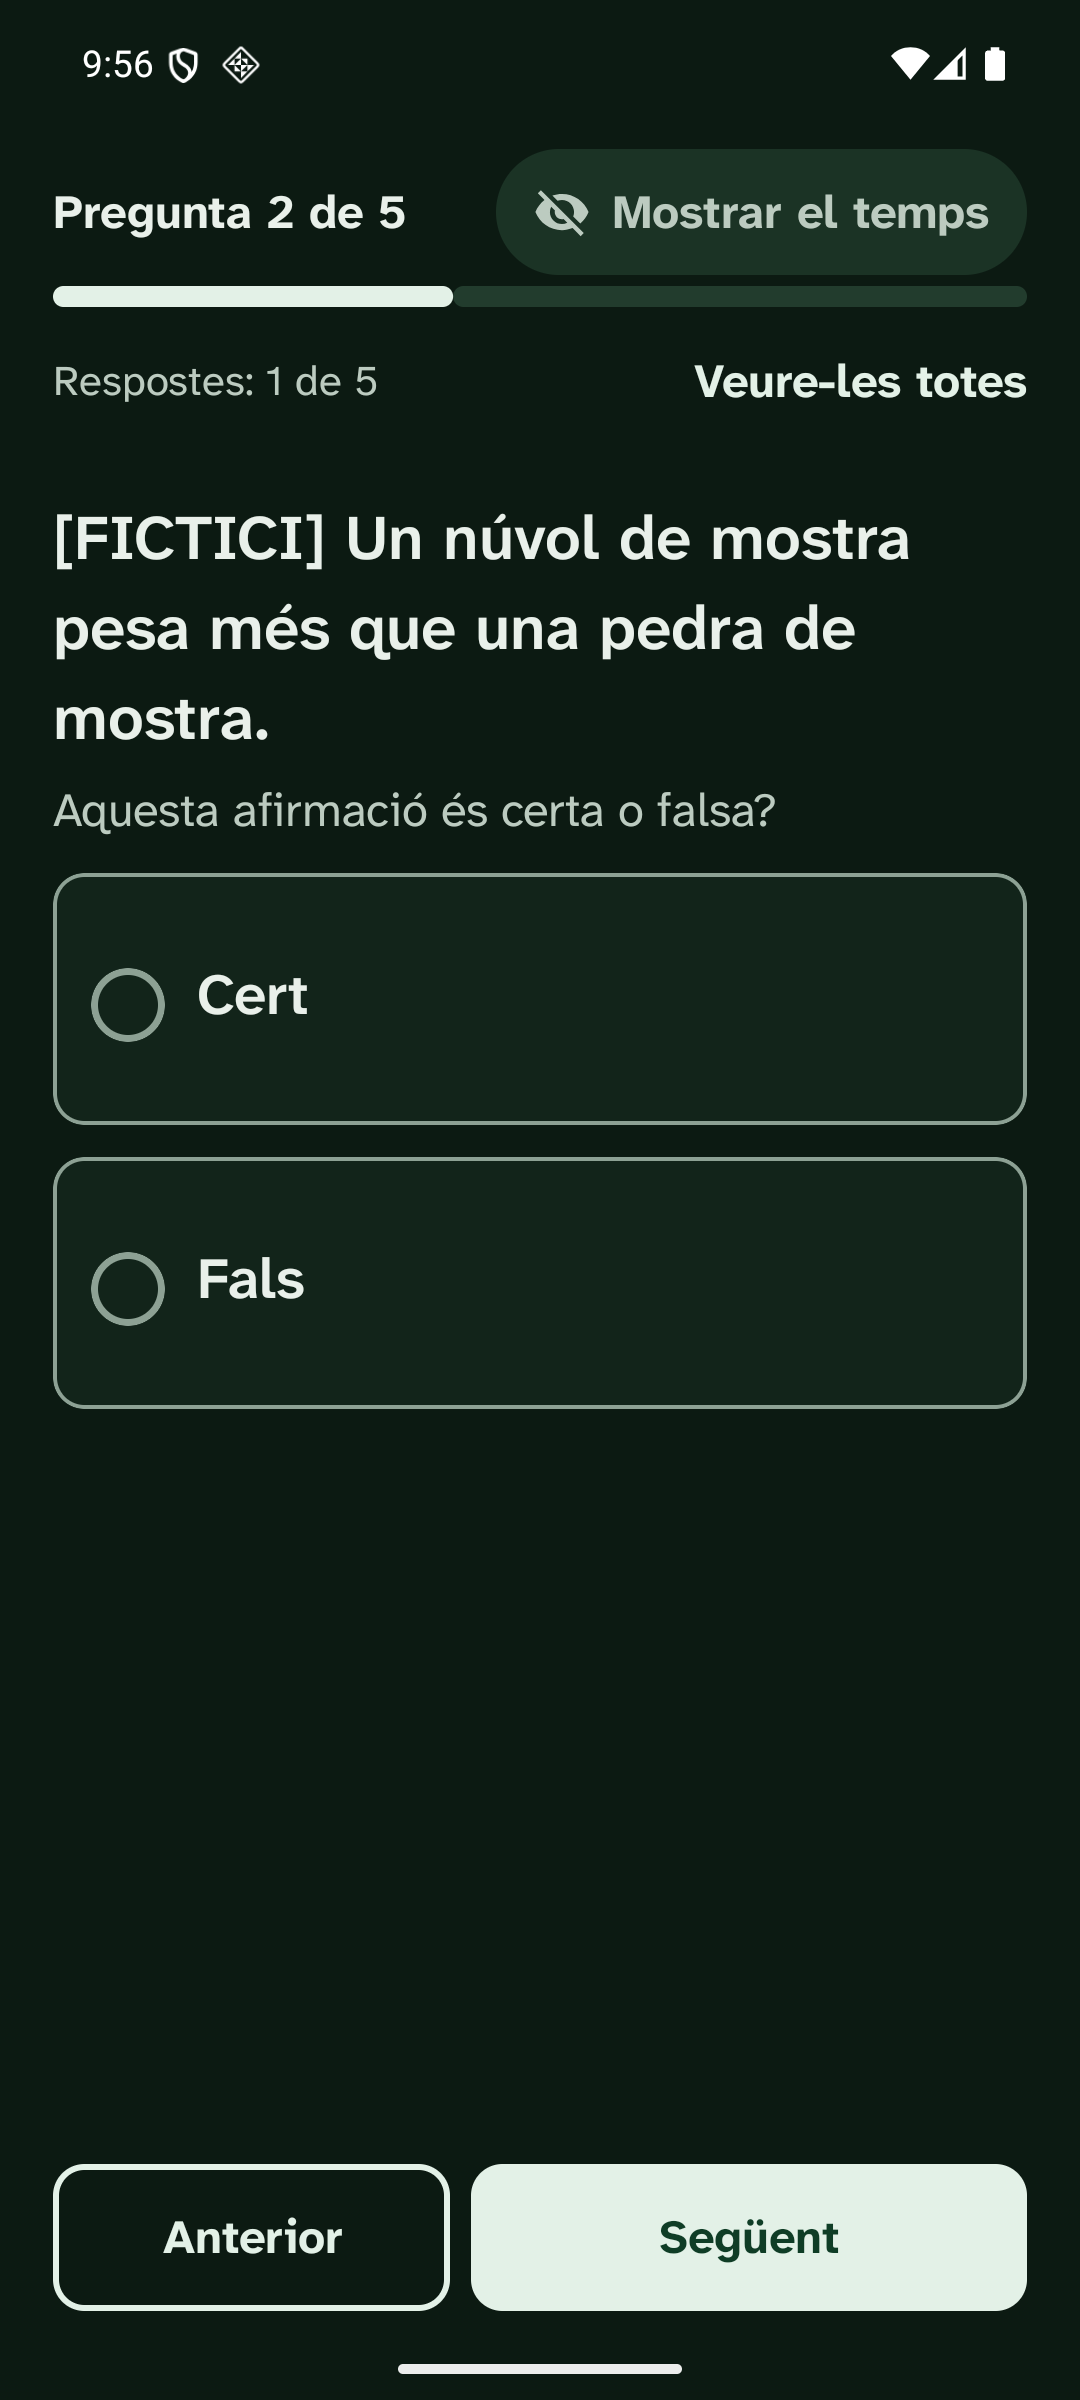 9:56
Pregunta 2 de 5
Mostrar el temps
Respostes: 1 de 5
Veure-les totes
[FICTICI] Un núvol de mostra
pesa més que una pedra de
mostra.
Aquesta afirmació és certa o falsa?
Cert
Fals
Anterior
Següent